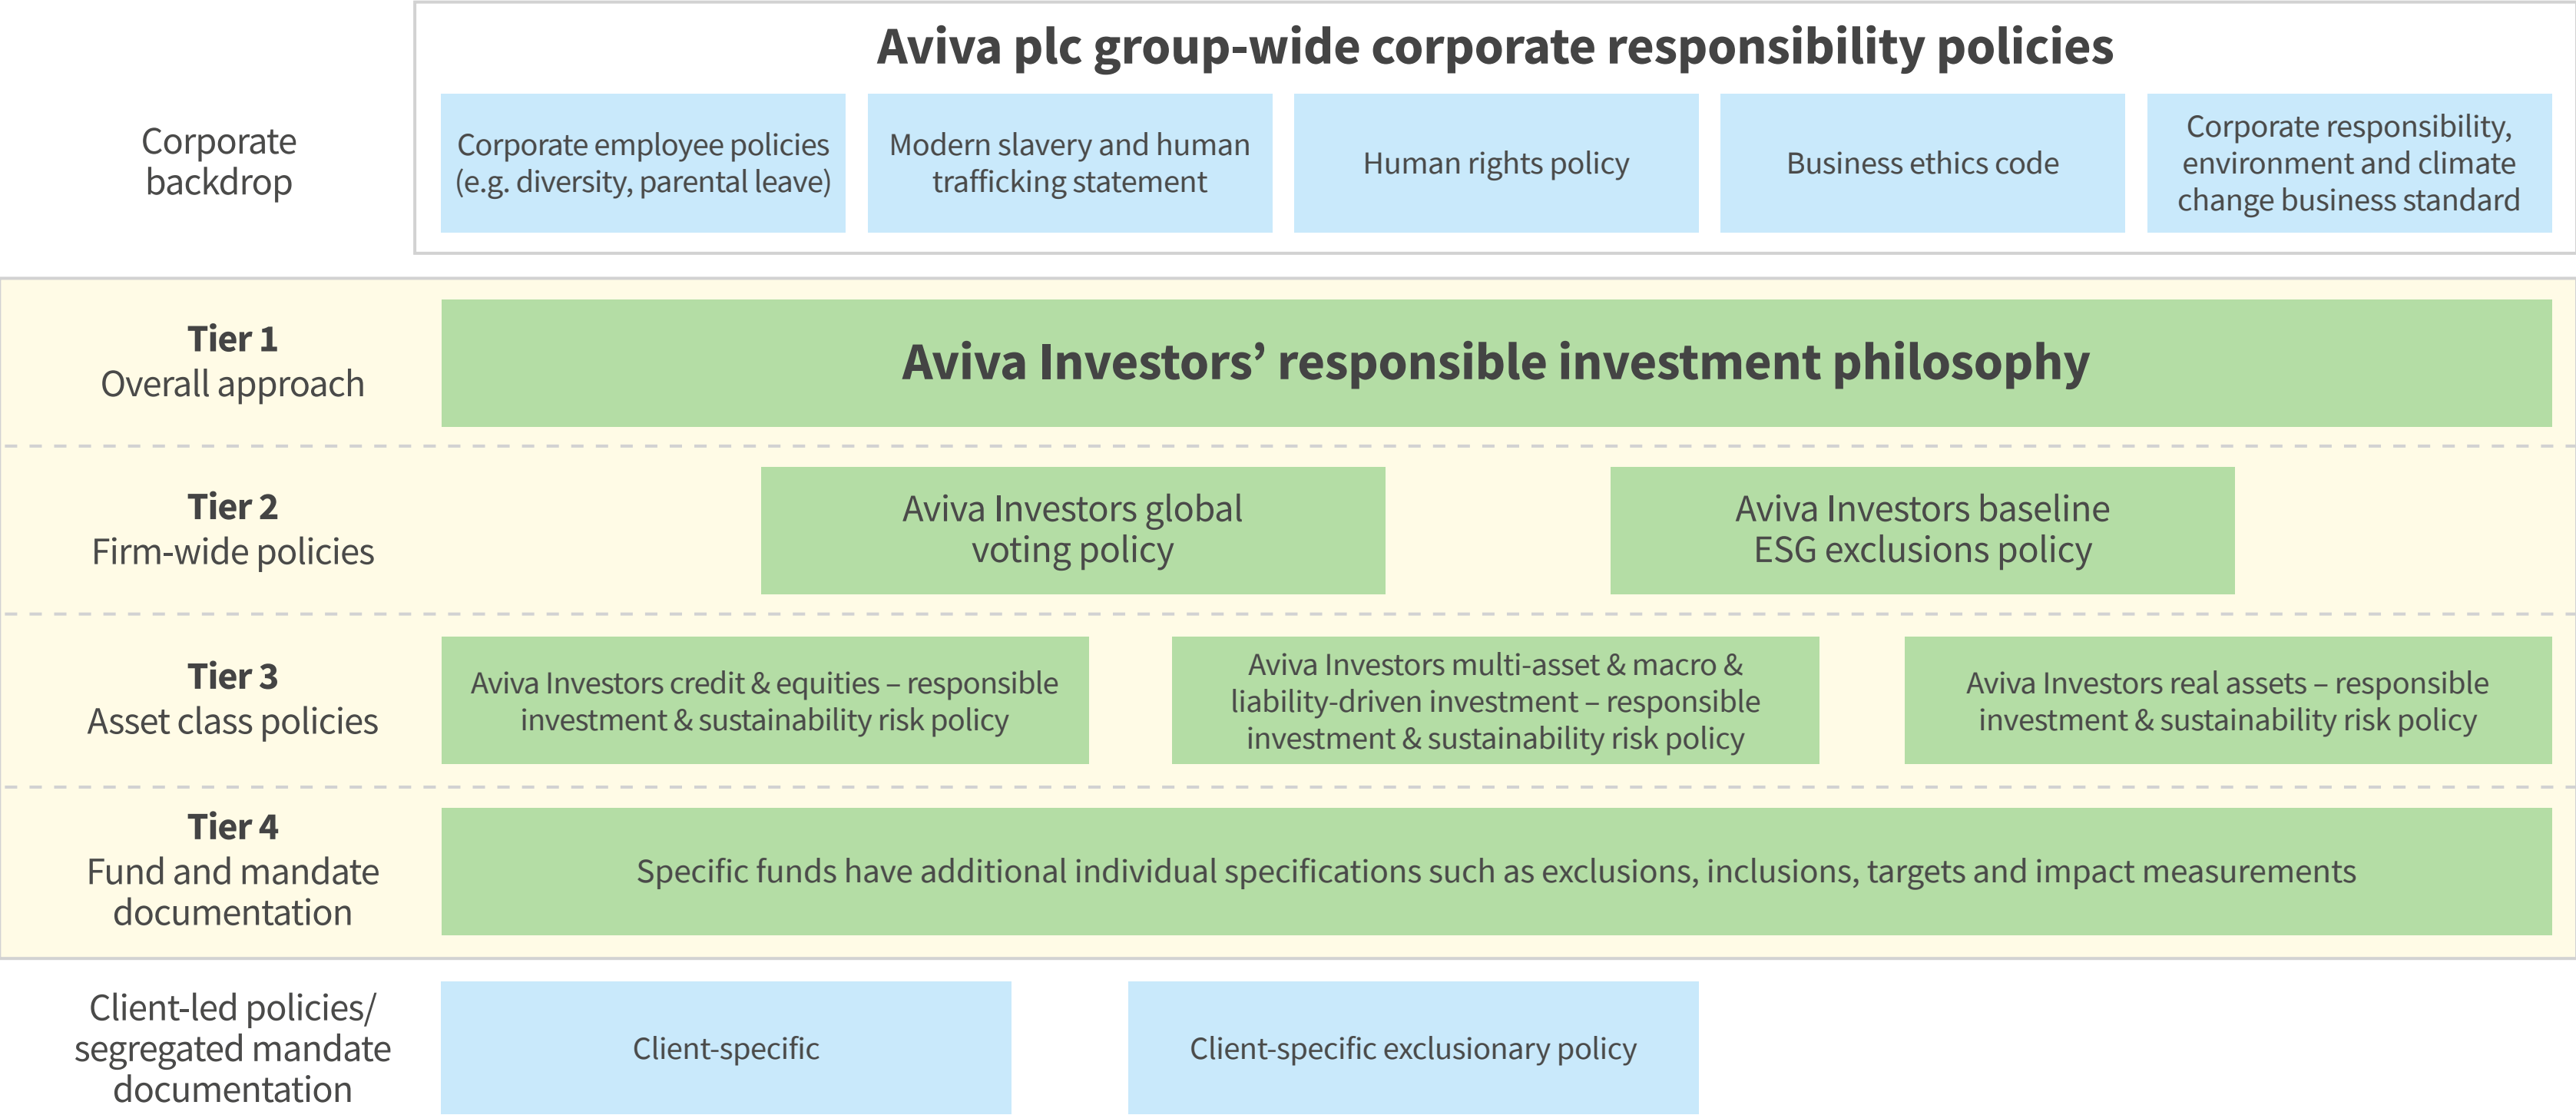 Aviva plc group-wide corporate responsibility policies
Corporate
backdrop
Corporate employee policies
(e.g. diversity, parental leave)
Modern slavery and human
trafficking statement
Human rights policy
Business ethics code
Corporate responsibility,
environment and climate
change business standard
Tier 1
Overall approach
Aviva Investors’ responsible investment philosophy
Tier 2
Firm-wide policies
Aviva Investors global
voting policy
Aviva Investors baseline
ESG exclusions policy
Tier 3
Asset class policies
Aviva Investors credit & equities – responsible
investment & sustainability risk policy
Aviva Investors multi-asset & macro &
liability-driven investment – responsible
investment & sustainability risk policy
Aviva Investors real assets – responsible
investment & sustainability risk policy
Tier 4
Fund and mandate
documentation
Specific funds have additional individual specifications such as exclusions, inclusions, targets and impact measurements
Client-led policies/
segregated mandate
documentation
Client-specific
Client-specific exclusionary policy